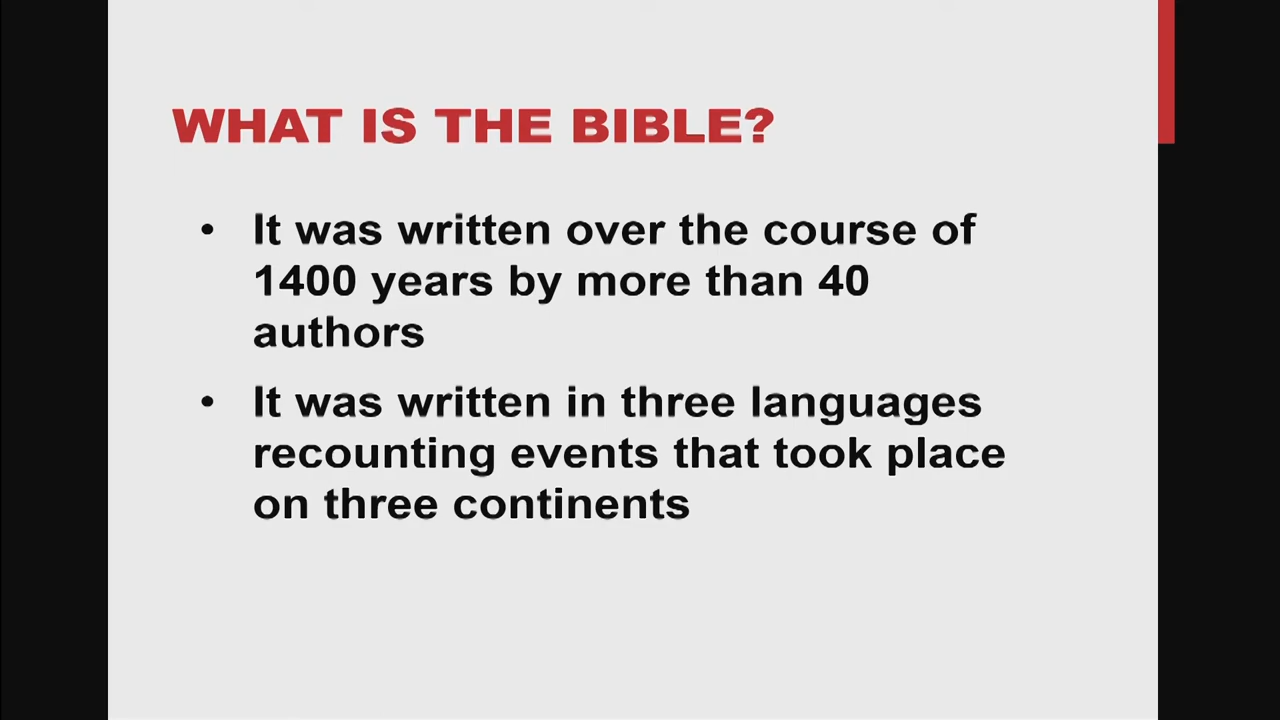 WHAT IS THE BIBLE?
• It was written over the course of
1400 years by more than 40
authors
• It was written in three languages
recounting events that took place
on three continents